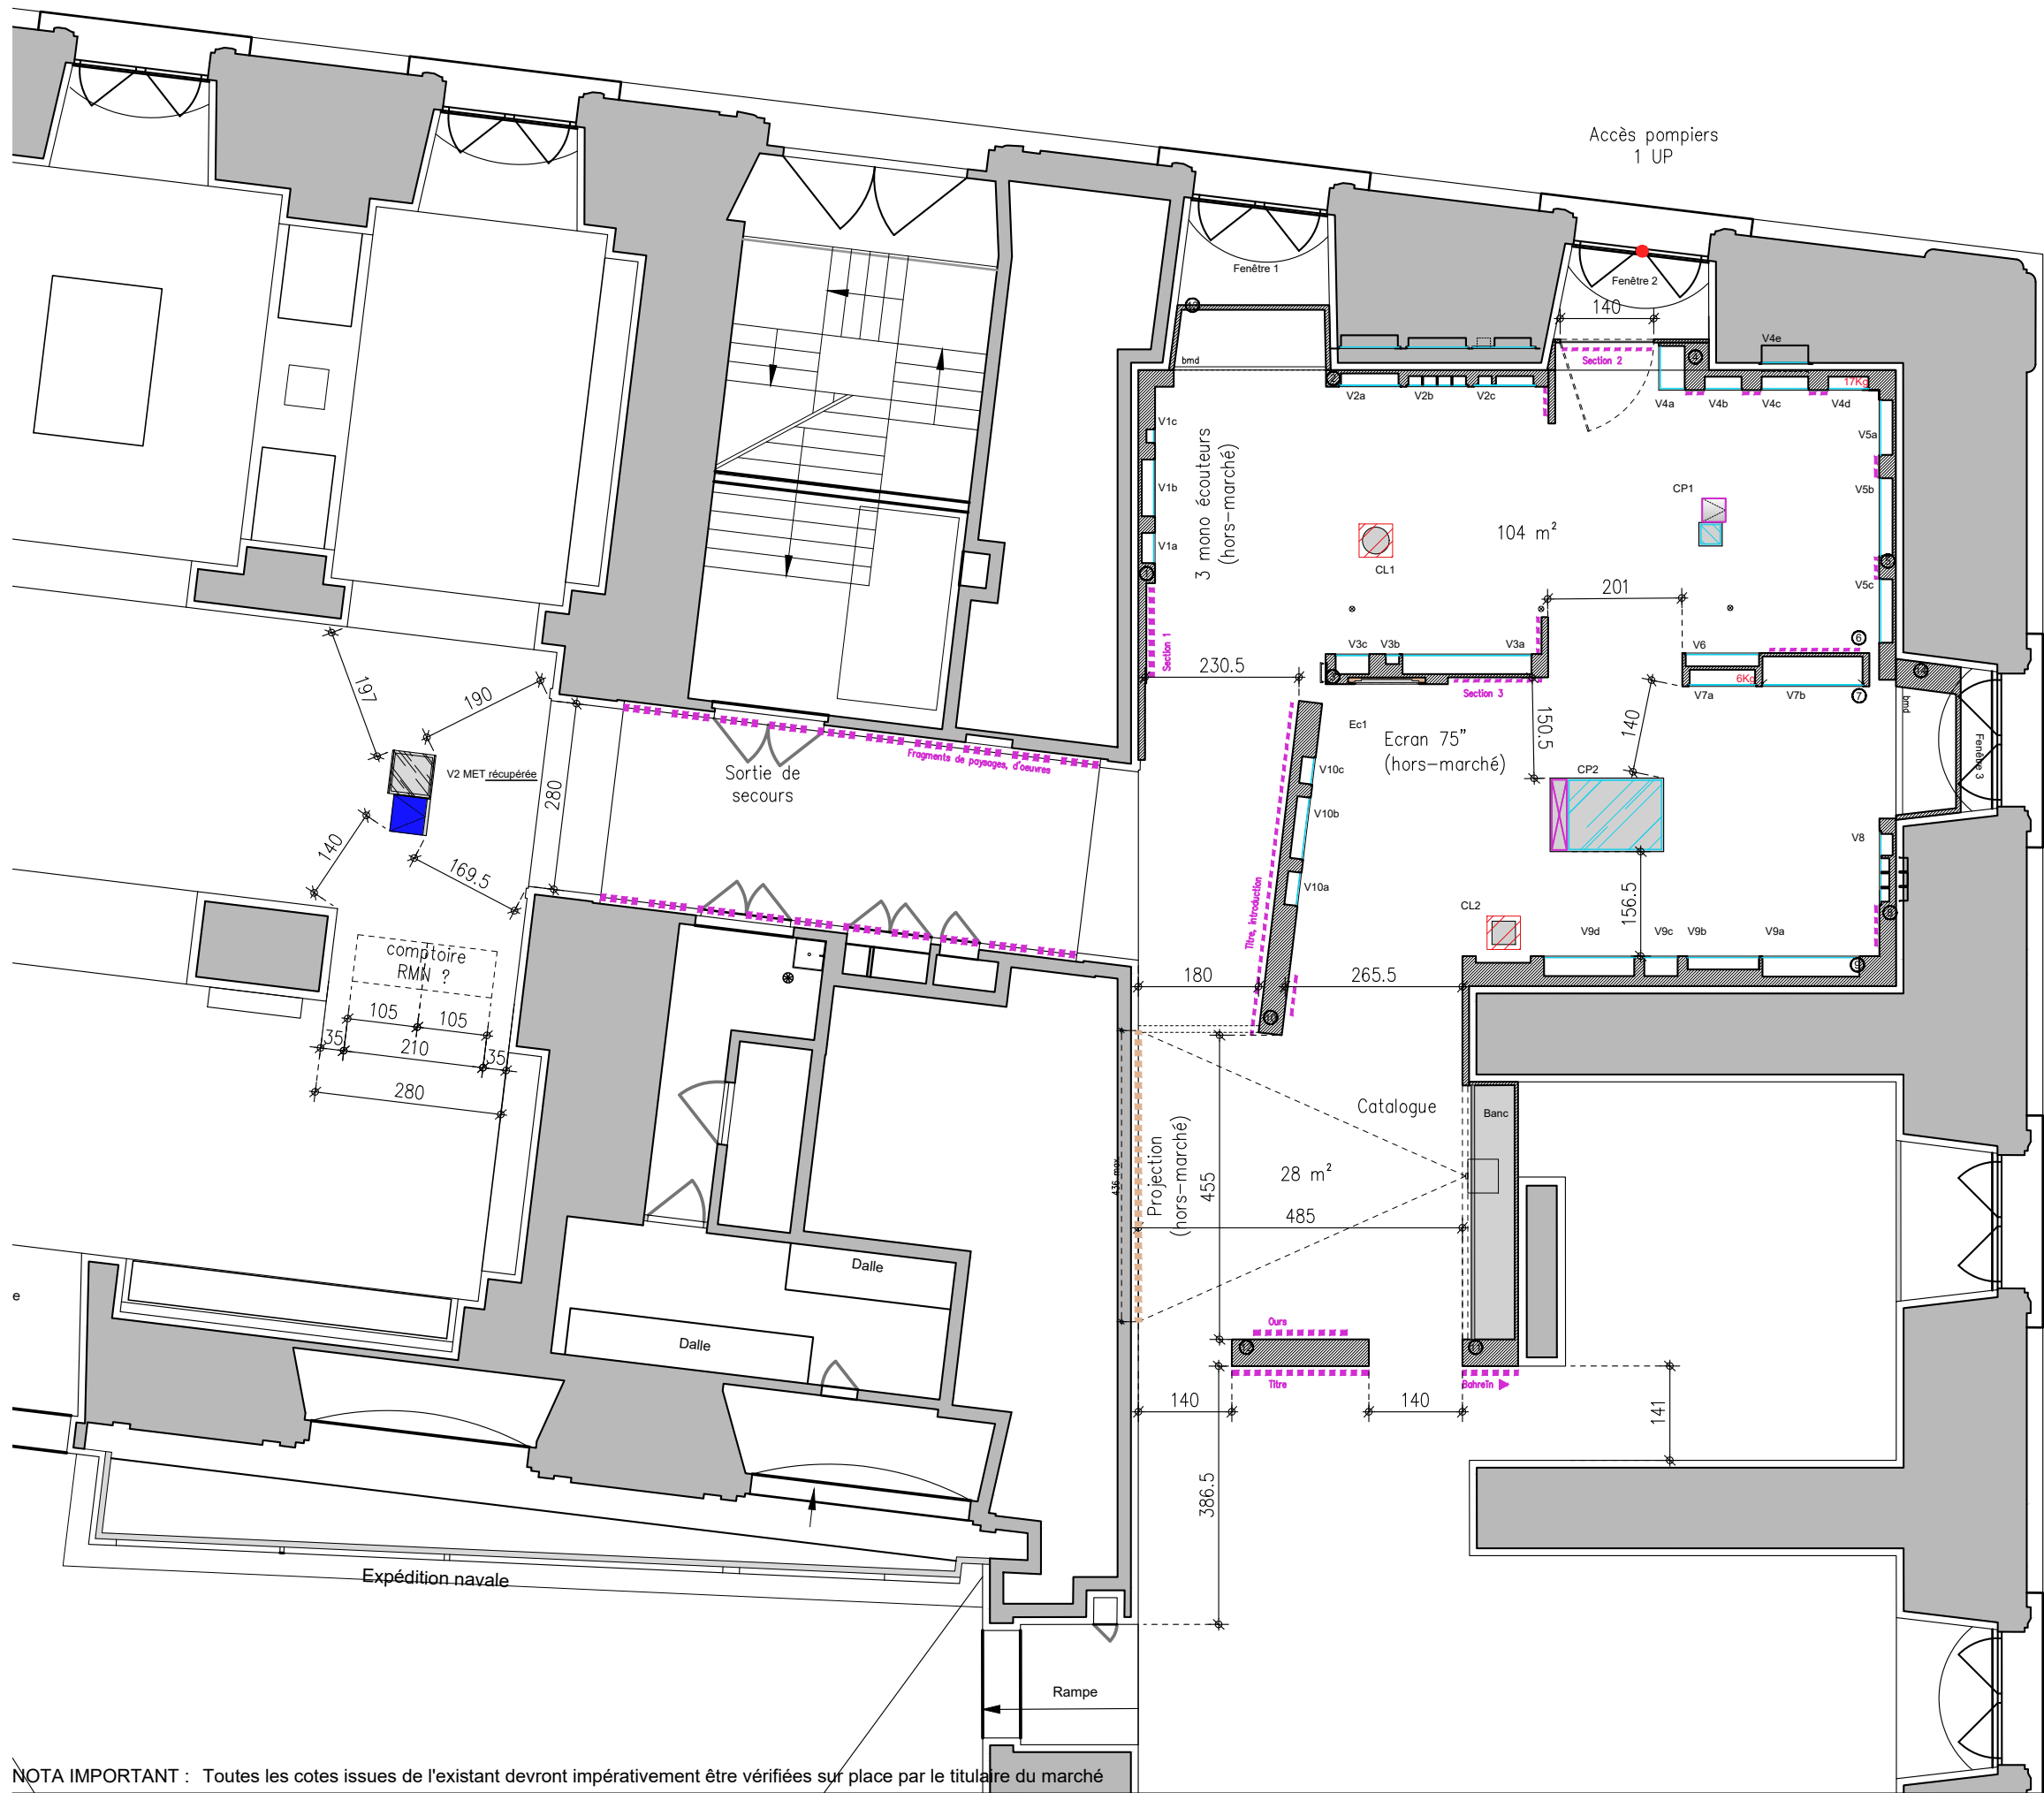 Accès pompiers
1 UP
Fenêtre 1
Fenêtre 2
140
V4e
Section 2
bmd
V2a
V2b
V2c
V4a
V4b
V4c
17Kg
V4d
V1c
V5a
3 mono écouteurs
(hors-marché)
V1b
CP1
V5b
104 m²
V1a
CL1
V5c
201
6
Section 1
230.5
V3c
V3b
V3a
V6
Section 3
6Kg
V7a
V7b
7
bmd
197
190
280
Fragments de paysages, d'oeuvres
Sortie de
secours
V2 MET récupérée
Ec1
Ecran 75"
(hors-marché)
150.5
140
CP2
Fenêtre 3
V10c
V10b
V10a
V8
140
169.5
Titre, Introduction
CL2
156.5
V9d
V9c
V9b
V9a
comptoire
RMN ?
180
265.5
105
105
35
210
35
280
Catalogue
Banc
436 max
Projection
(hors-marché)
455
28 m²
485
Dalle
Dalle
e
Ours
Titre
Bahreïn
140
140
141
386.5
Expédition navale
Rampe
NOTA IMPORTANT : Toutes les cotes issues de l'existant devront impérativement être vérifiées sur place par le titulaire du marché